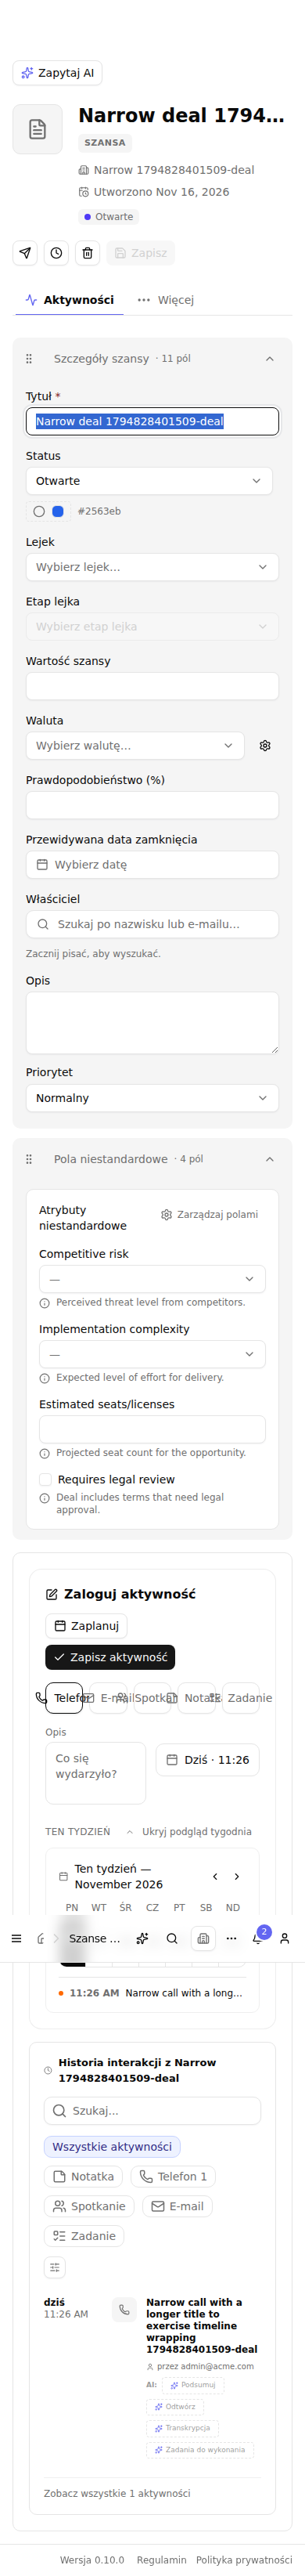 Zapytaj AI
Narrow deal 1794…
SZANSA
Narrow 1794828401509-deal
Utworzono Nov 16, 2026
Otwarte
Zapisz
Aktywności
Więcej
Szczegóły szansy · 11 pól
Tytuł *
Narrow deal 1794828401509-deal
Status
Otwarte
#2563eb
Lejek
Wybierz lejek…
Etap lejka
Wybierz etap lejka
Wartość szansy
Waluta
Wybierz walutę…
Prawdopodobieństwo (%)
Przewidywana data zamknięcia
Wybierz datę
Właściciel
Szukaj po nazwisku lub e-mailu…
Zacznij pisać, aby wyszukać.
Opis
Priorytet
Normalny
Pola niestandardowe · 4 pól
Atrybuty
niestandardowe
Zarządzaj polami
Competitive risk
—
Perceived threat level from competitors.
Implementation complexity
—
Expected level of effort for delivery.
Estimated seats/licenses
Projected seat count for the opportunity.
Requires legal review
Deal includes terms that need legal
approval.
Zaloguj aktywność
Zaplanuj
Zapisz aktywność
Telefon
E-mail
Spotkanie
Notatka
Zadanie
Opis
Co się
wydarzyło?
Dziś · 11:26
TEN TYDZIEŃ
Ukryj podgląd tygodnia
Ten tydzień —
November 2026
PN WT ŚR CZ PT SB ND
Szanse …
2
11:26 AM Narrow call with a long…
Historia interakcji z Narrow
1794828401509-deal
Szukaj…
Wszystkie aktywności
Notatka
Telefon 1
Spotkanie
E-mail
Zadanie
dziś
11:26 AM
Narrow call with a
longer title to
exercise timeline
wrapping
1794828401509-deal
przez admin@acme.com
AI:
Podsumuj
Odtwórz
Transkrypcja
Zadania do wykonania
Zobacz wszystkie 1 aktywności
Wersja 0.10.0
Regulamin
Polityka prywatności